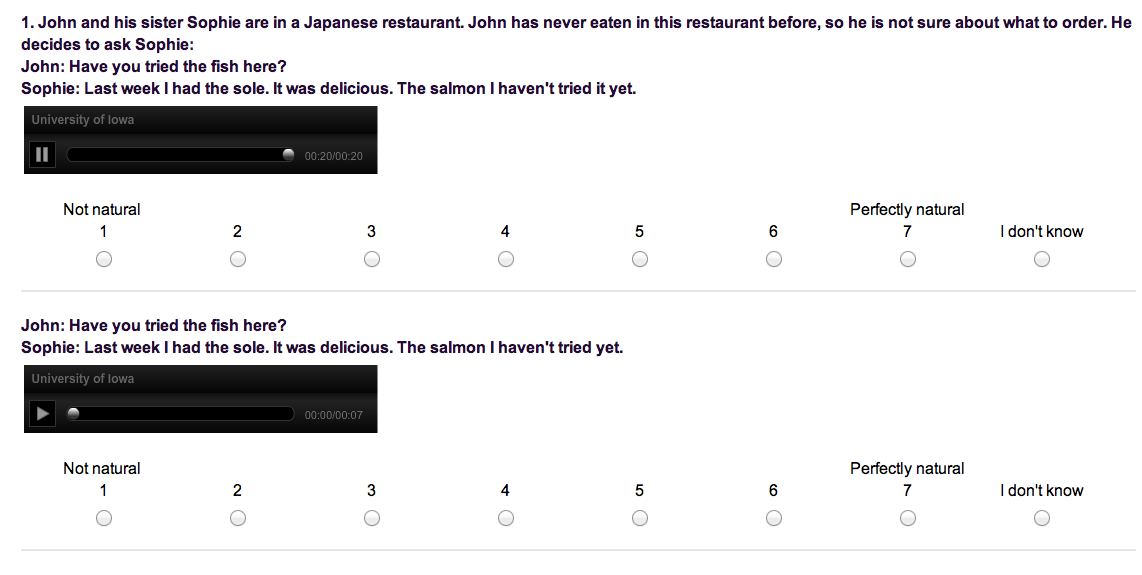 1. John and his sister Sophie are in a Japanese restaurant. John has never eaten in this restaurant before, so he is not sure about what to order. He
decides to ask Sophie:
John: Have you tried the fish here?
Sophie: Last week I had the sole. It was delicious. The salmon I haven't tried it yet.
University of Iowa
00:20/00:20
Not natural Perfectly natural
1 2 3 4 5 6 7 I don't know
John: Have you tried the fish here?
Sophie: Last week I had the sole. It was delicious. The salmon I haven't tried yet.
University of Iowa
00:00/00:07
Not natural Perfectly natural
1 2 3 4 5 6 7 I don't know